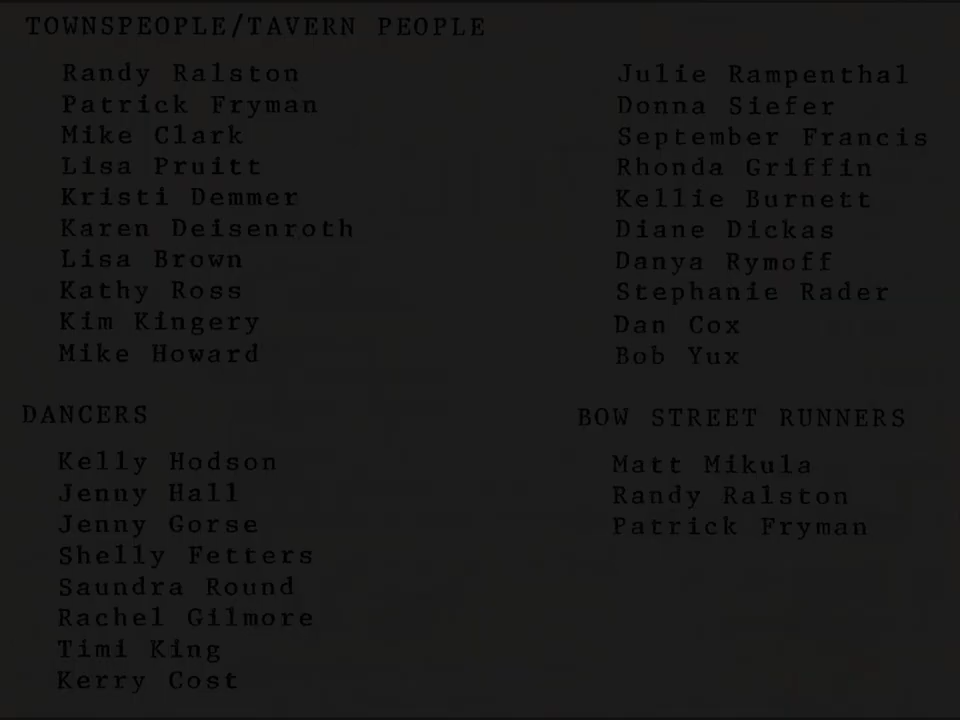 TOWNSPEOPLE/TAVERN PEOPLE
Randy Ralston
Patrick Fryman
Mike Clark
Lisa Pruitt
Kristi Demmer
Karen Deisenroth
Lisa Brown
Kathy Ross
Kim Kingery
Mike Howard
Julie Rampenthal
Donna Siefer
September Francis
Rhonda Griffin
Kellie Burnett
Diane Dickas
Danya Rymoff
Stephanie Rader
Dan Cox
Bob Yux
DANCERS
Kelly Hodson
Jenny Hall
Jenny Gorse
Shelly Fetters
Saundra Round
Rachel Gilmore
Timi King
Kerry Cost
BOW STREET RUNNERS
Matt Mikula
Randy Ralston
Patrick Fryman